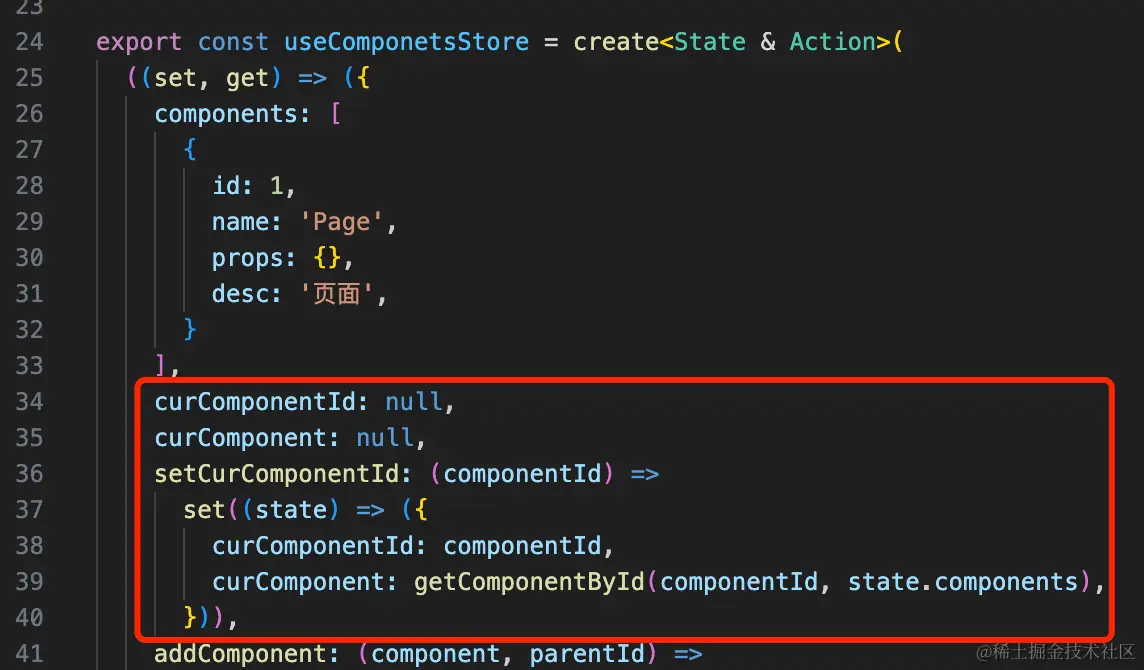 23
24 export const useComponetsStore = create<State & Action>(
25 ((set, get) => ({
26 components: [
27 {
28 id: 1,
29 name: 'Page',
30 props: {},
31 desc: '页面',
32 }
33 ],
34 curComponentId: null,
35 curComponent: null,
36 setCurComponentId: (componentId) =>
37 set((state) => ({
38 curComponentId: componentId,
39 curComponent: getComponentById(componentId, state.components),
40 })),
41 addComponent: (component, parentId) =>
@稀土掘金技术社区